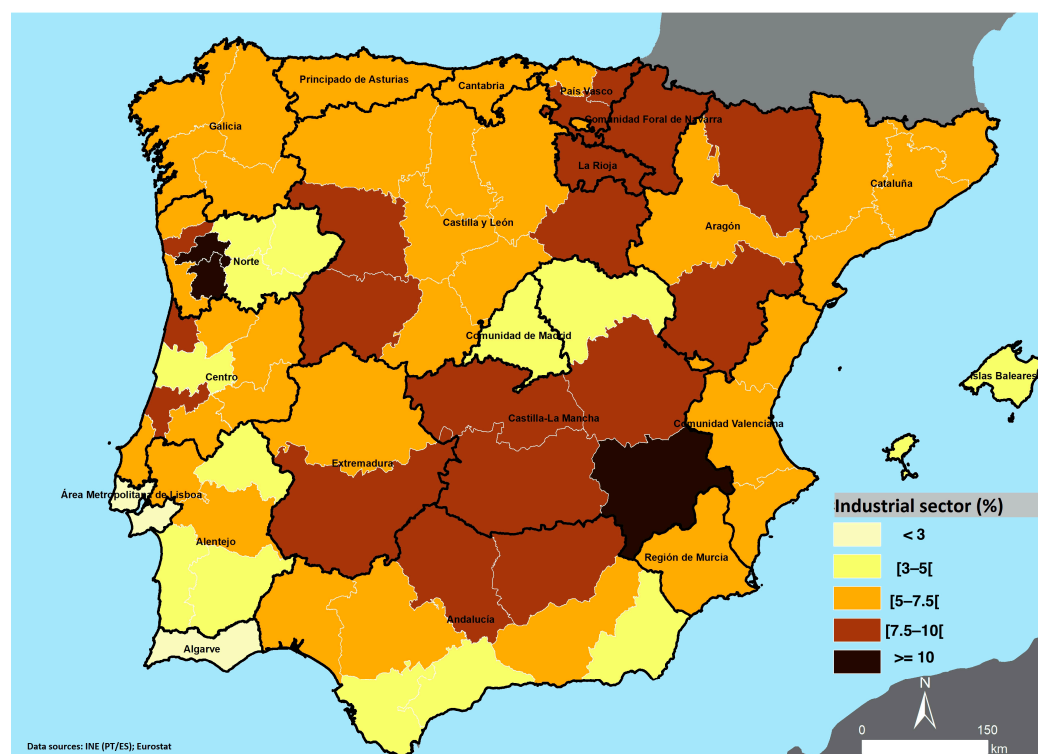 Principado de Asturias
Cantabria
País Vasco
Comunidad Foral de Navarra
Galicia
La Rioja
Cataluña
Castilla y León
Aragón
Norte
Comunidad de Madrid
Centro
Islas Baleares
Castilla-La Mancha
Comunidad Valenciana
Extremadura
Área Metropolitana de Lisboa
Alentejo
Región de Murcia
Andalucía
Algarve
Industrial sector (%)
< 3
[3–5[
[5–7.5[
[7.5–10[
>= 10
N
0 150
km
Data sources: INE (PT/ES); Eurostat